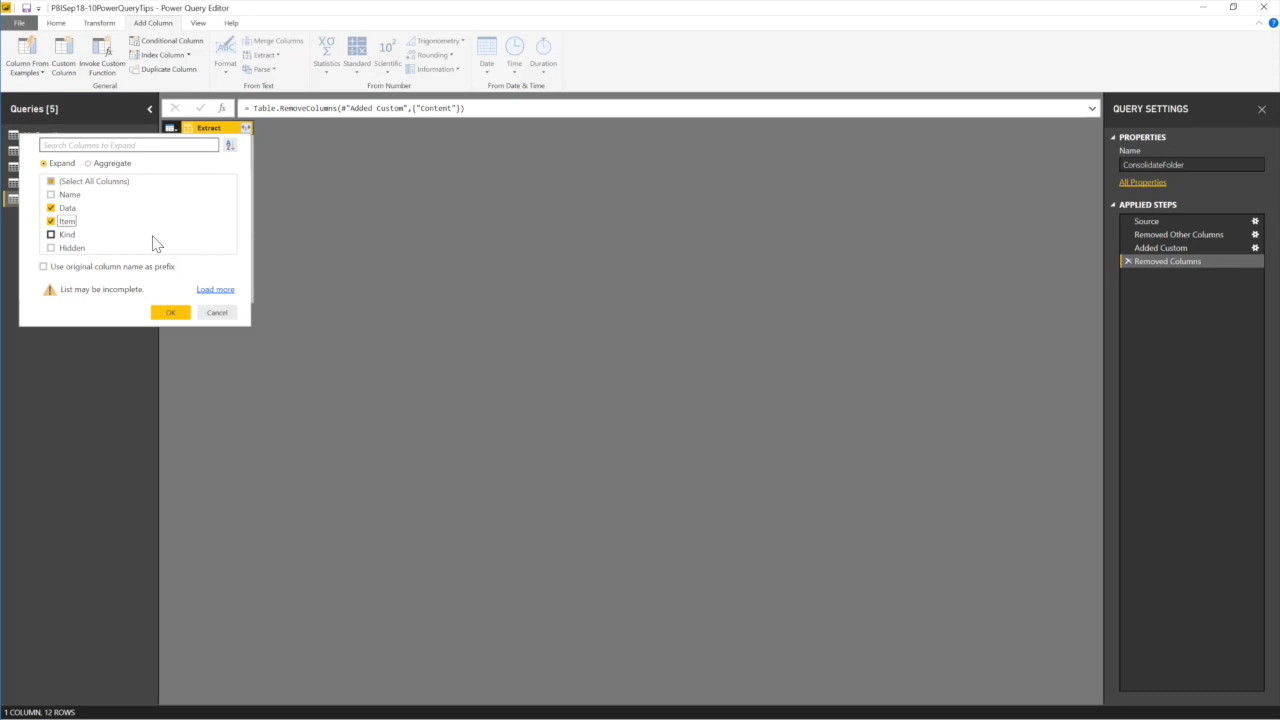 PBISep18-10PowerQueryTips - Power Query Editor
File Home Transform Add Column View Help
Column From Examples
Custom Column
Invoke Custom Function
Conditional Column
Index Column
Duplicate Column
General
Format
Merge Columns
Extract
Parse
From Text
Statistics
Standard
Scientific
Trigonometry
Rounding
Information
From Number
Date
Time
Duration
From Date & Time
Queries [5]
= Table.RemoveColumns(#"Added Custom",{"Content"})
Extract
Search Columns to Expand
Expand Aggregate
(Select All Columns)
Name
Data
Item
Kind
Hidden
Use original column name as prefix
List may be incomplete. Load more
OK Cancel
QUERY SETTINGS
PROPERTIES
Name
ConsolidateFolder
All Properties
APPLIED STEPS
Source
Removed Other Columns
Added Custom
Removed Columns
1 COLUMN, 12 ROWS